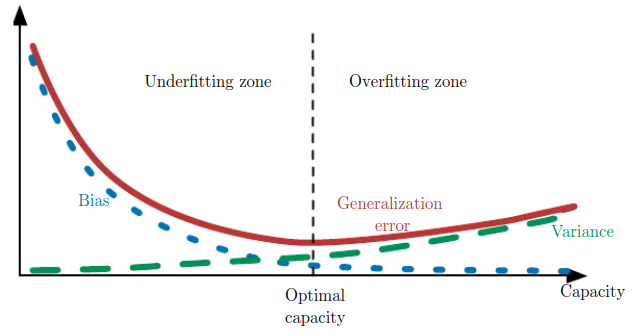 Underfitting zone
Overfitting zone
Bias
Generalization
error
Variance
Optimal
capacity
Capacity